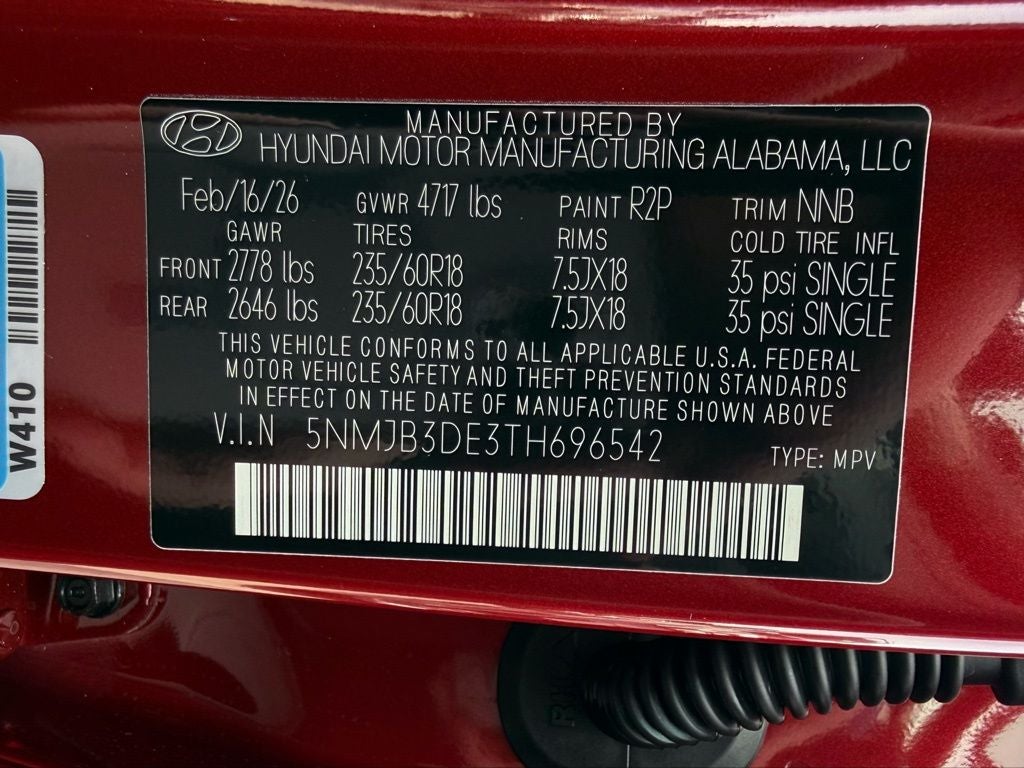 MANUFACTURED BY
HYUNDAI MOTOR MANUFACTURING ALABAMA, LLC
Feb/16/26 GVWR 4717 lbs PAINT R2P TRIM NNB
GAWR TIRES RIMS COLD TIRE INFL
FRONT 2778 lbs 235/60R18 7.5JX18 35 psi SINGLE
REAR 2646 lbs 235/60R18 7.5JX18 35 psi SINGLE
THIS VEHICLE CONFORMS TO ALL APPLICABLE U.S.A. FEDERAL
MOTOR VEHICLE SAFETY AND THEFT PREVENTION STANDARDS
IN EFFECT ON THE DATE OF MANUFACTURE SHOWN ABOVE
V.I.N 5NMJB3DE3TH696542 TYPE: MPV
W410